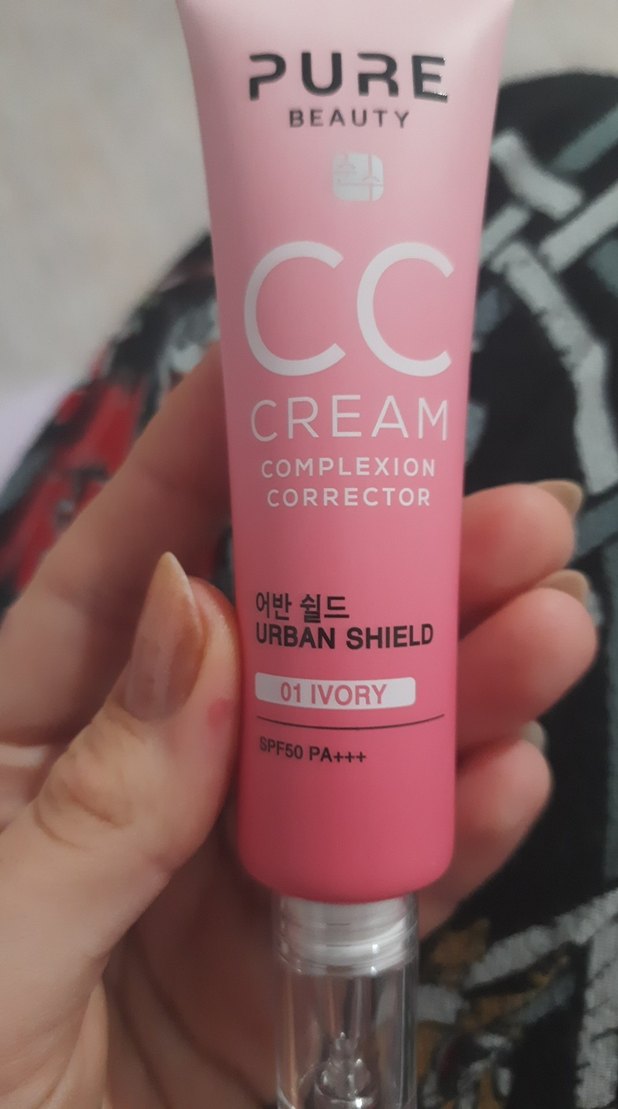 PURE
BEAUTY
CC
CREAM
COMPLEXION
CORRECTOR
어반 쉴드
URBAN SHIELD
01 IVORY
SPF50 PA+++